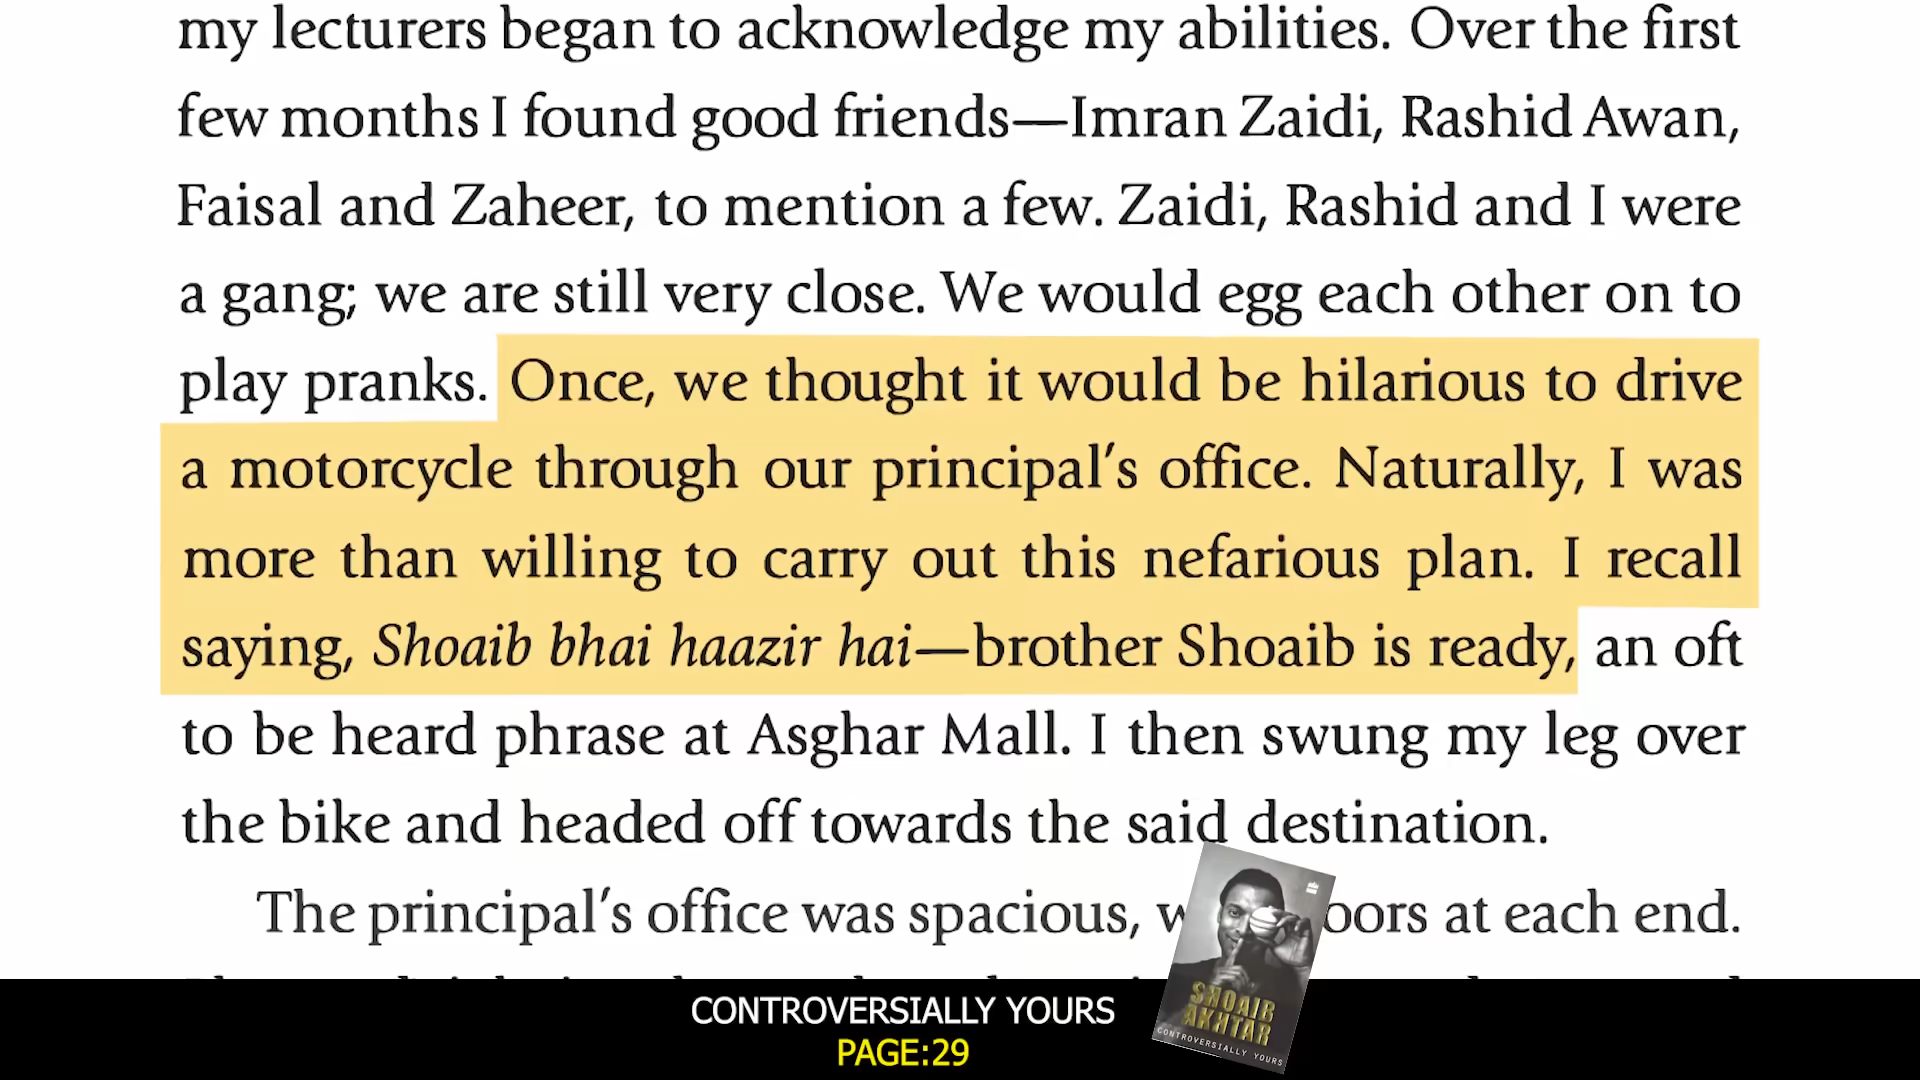 my lecturers began to acknowledge my abilities. Over the first
few months I found good friends—Imran Zaidi, Rashid Awan,
Faisal and Zaheer, to mention a few. Zaidi, Rashid and I were
a gang; we are still very close. We would egg each other on to
play pranks. Once, we thought it would be hilarious to drive
a motorcycle through our principal's office. Naturally, I was
more than willing to carry out this nefarious plan. I recall
saying, Shoaib bhai haazir hai—brother Shoaib is ready, an oft
to be heard phrase at Asghar Mall. I then swung my leg over
the bike and headed off towards the said destination.
The principal's office was spacious, at each end.
CONTROVERSIALLY YOURS
PAGE:29
SHOAIB
AKHTAR
CONTROVERSIALLY YOURS